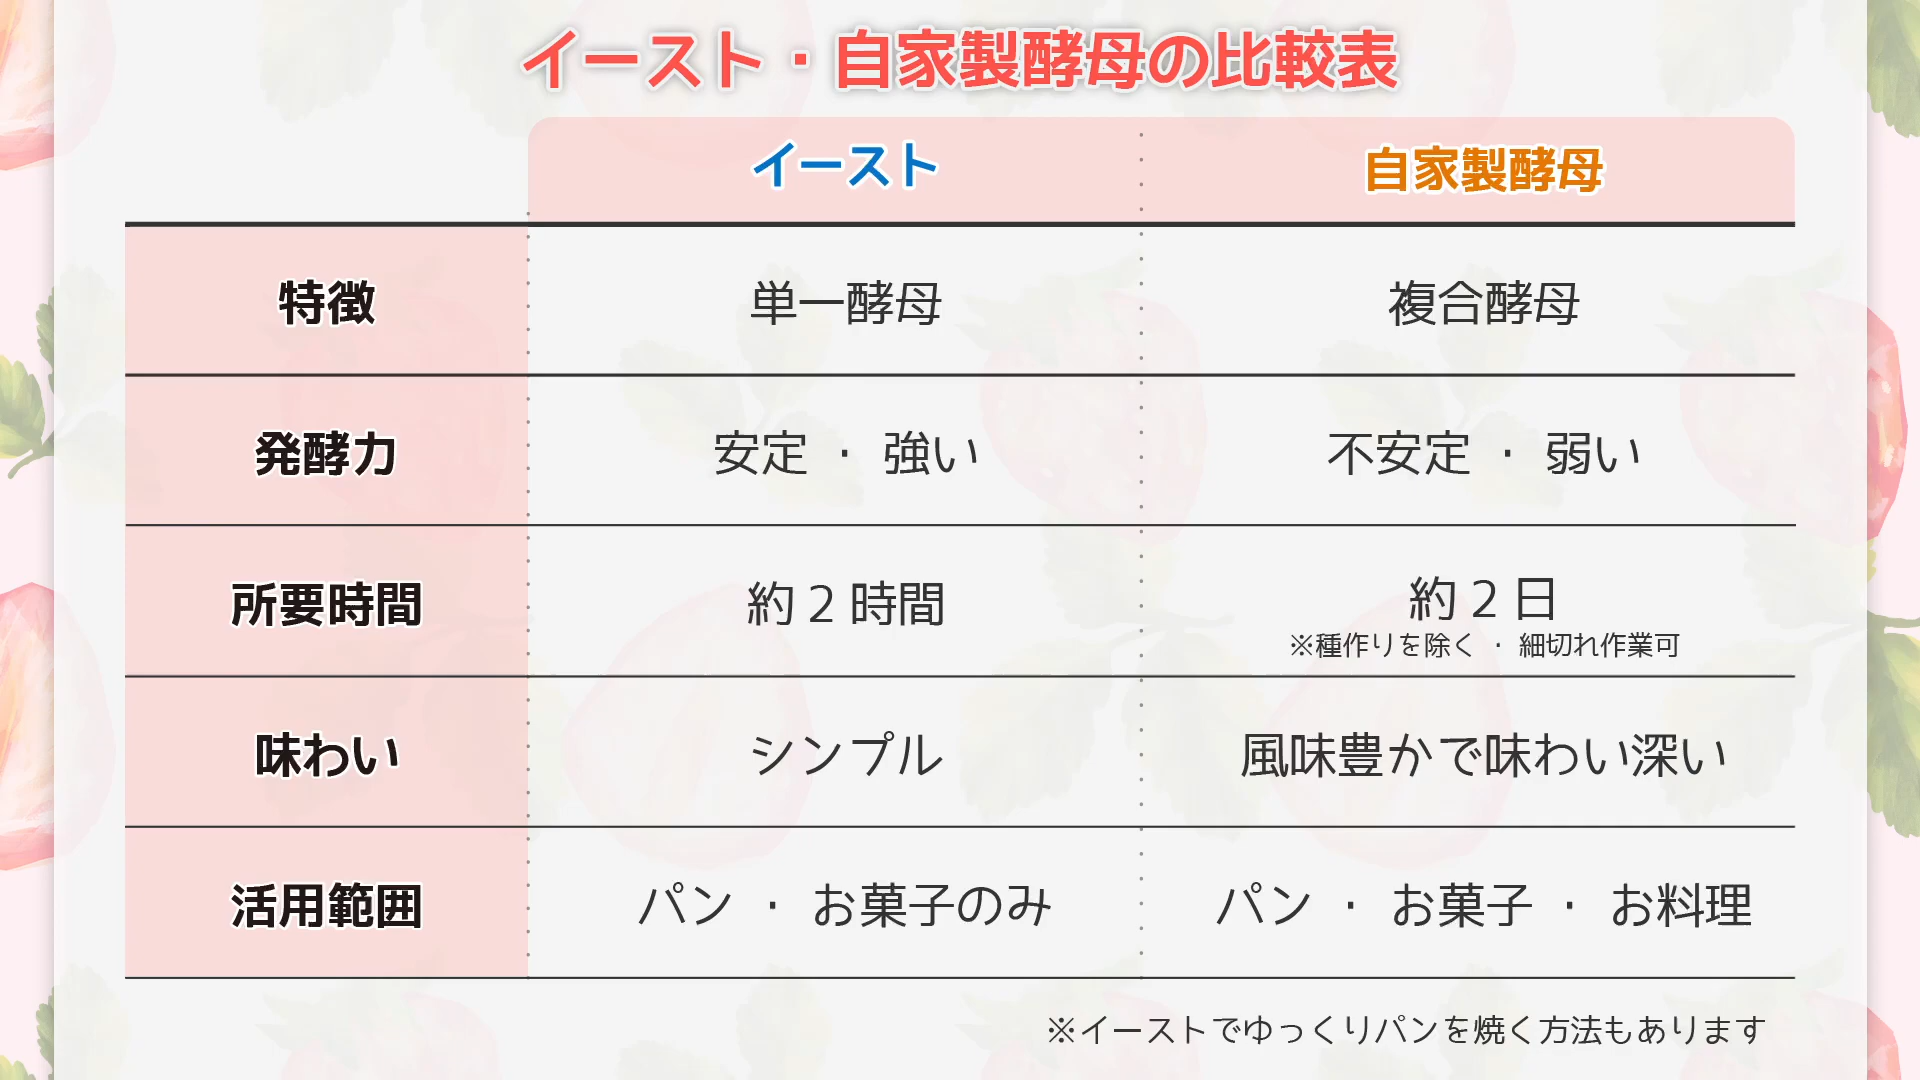 イースト・自家製酵母の比較表
イースト 自家製酵母
特徴 単一酵母 複合酵母
発酵力 安定 ・ 強い 不安定 ・ 弱い
所要時間 約２時間 約２日
※種作りを除く ・ 細切れ作業可
味わい シンプル 風味豊かで味わい深い
活用範囲 パン ・ お菓子のみ パン ・ お菓子 ・ お料理
※イーストでゆっくりパンを焼く方法もあります